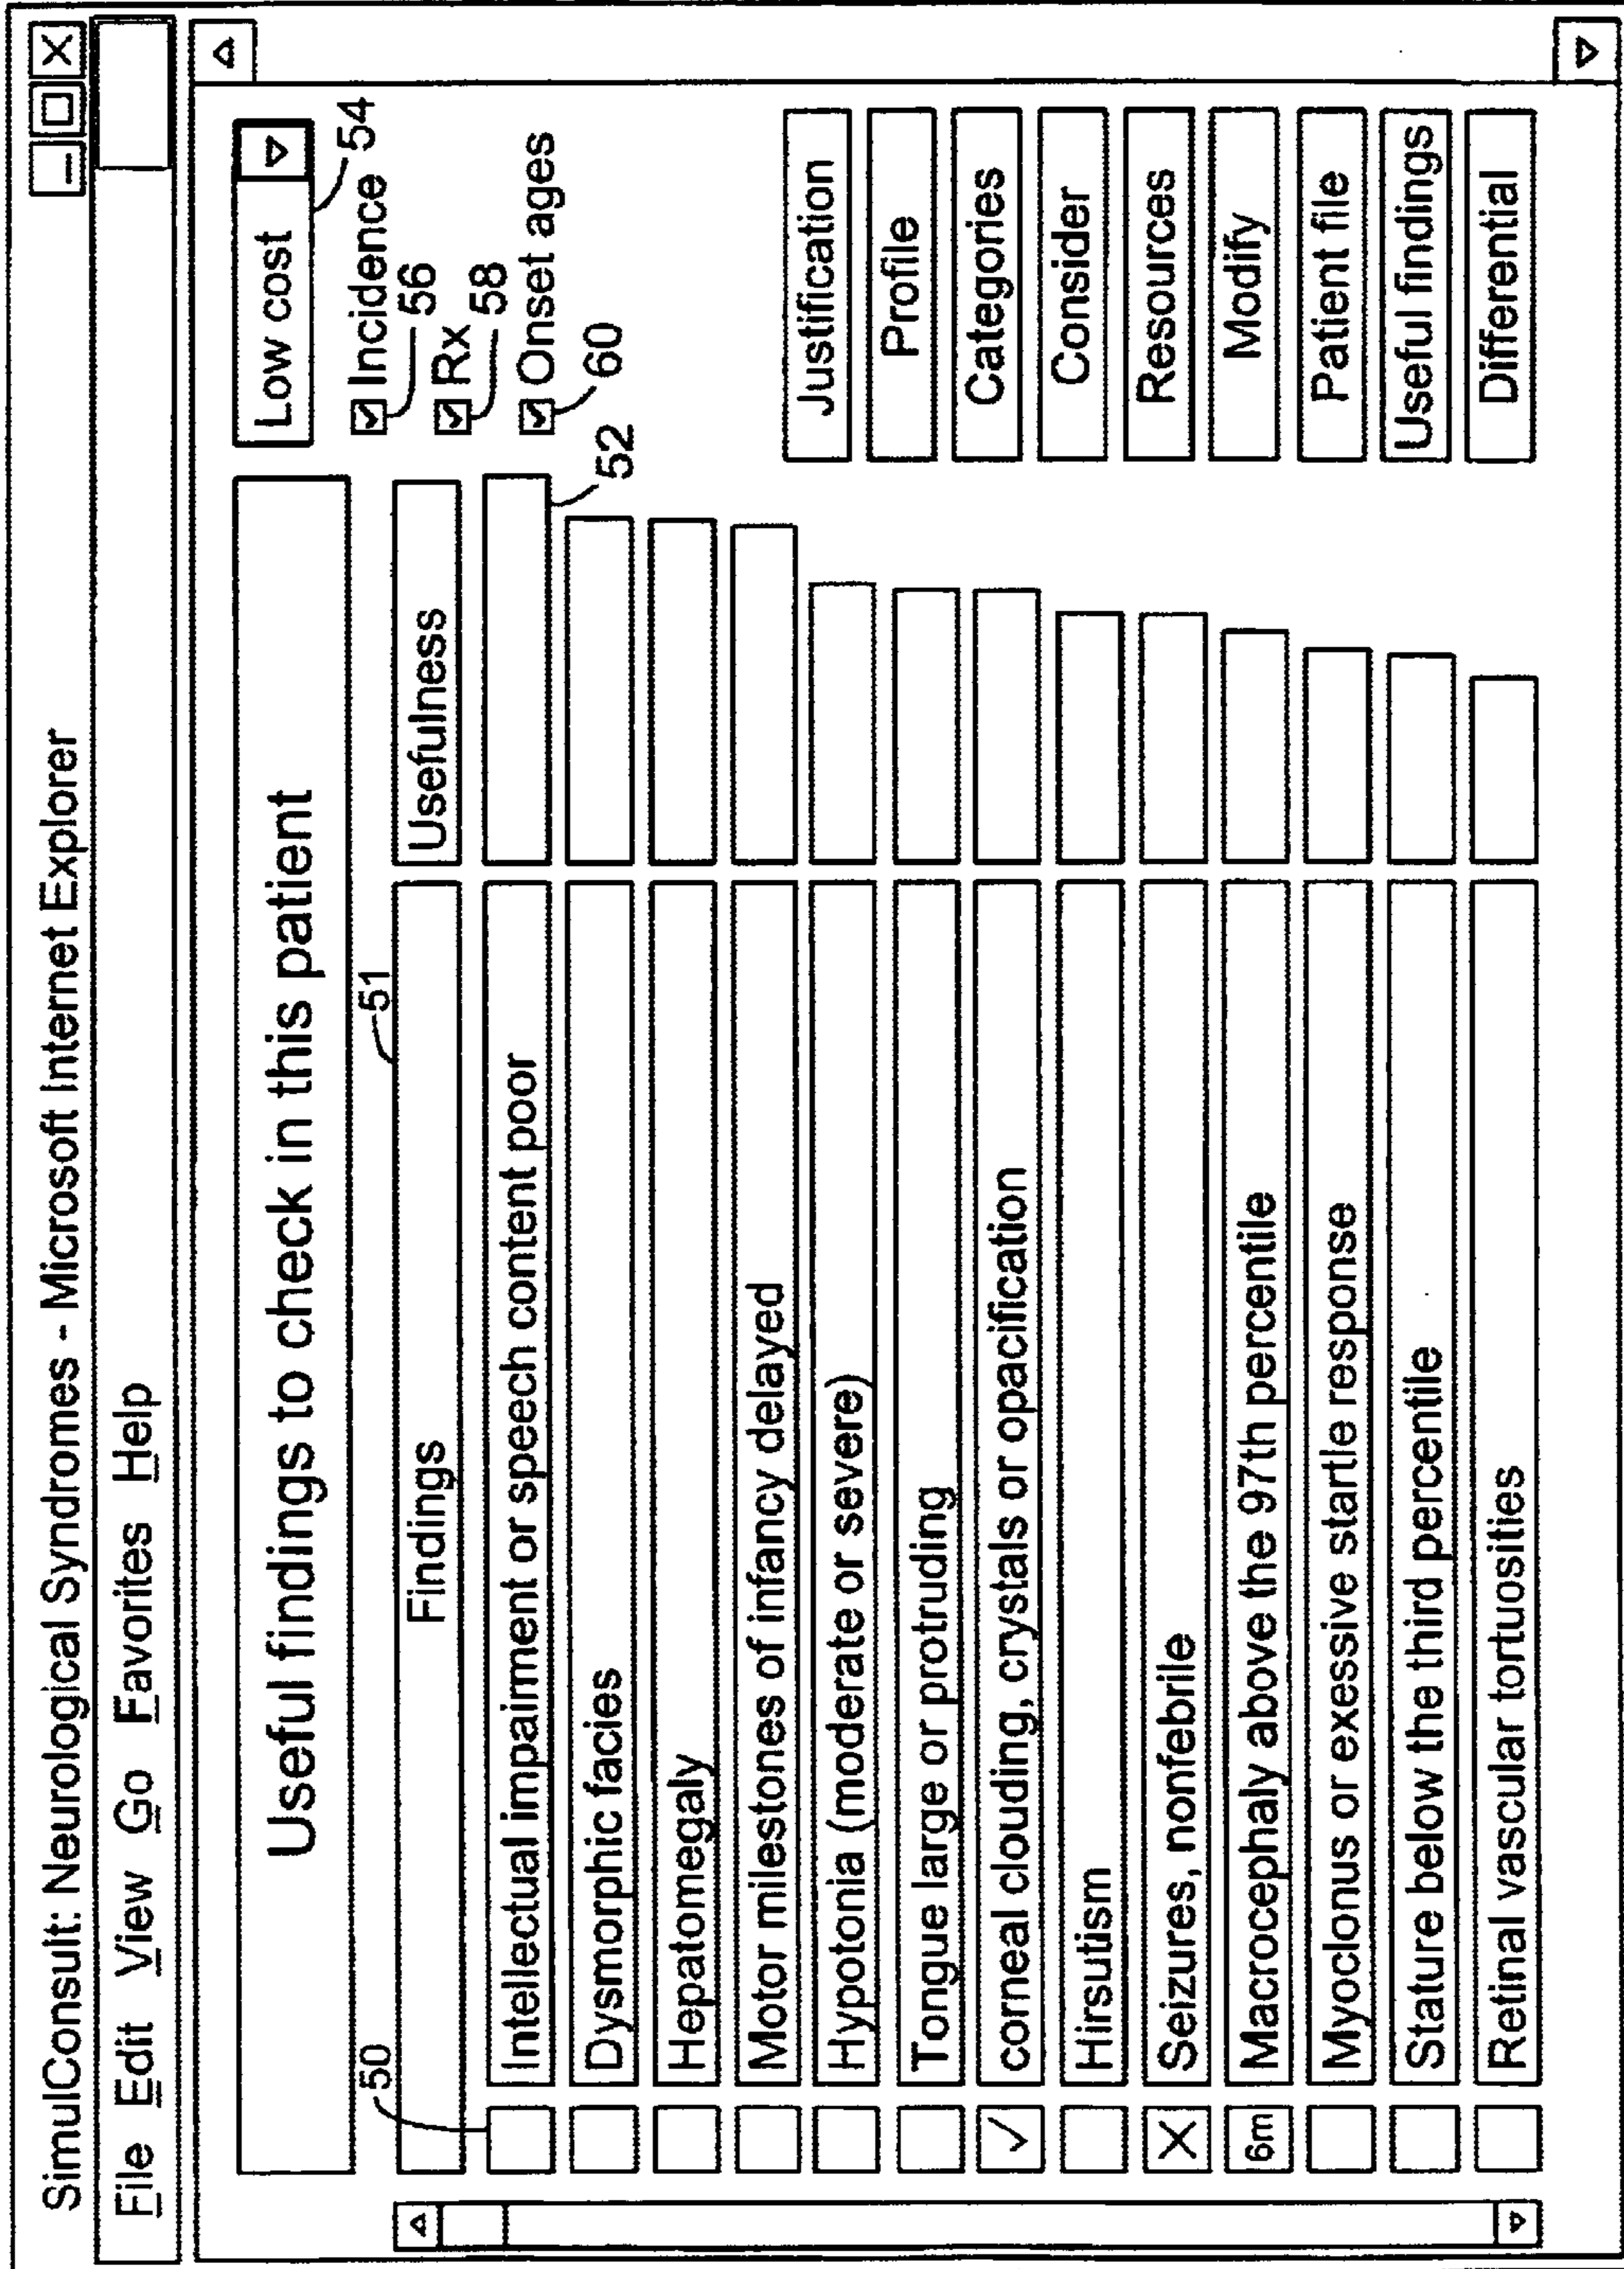 SimulConsult: Neurological Syndromes - Microsoft Internet Explorer
File Edit View Go Favorites Help
Useful findings to check in this patient
Low cost
54
Incidence
56
Rx
58
Onset ages
60
50
51
Findings
Usefulness
52
Intellectual impairment or speech content poor
Dysmorphic facies
Hepatomegaly
Motor milestones of infancy delayed
Hypotonia (moderate or severe)
Tongue large or protruding
corneal clouding, crystals or opacification
Hirsutism
Seizures, nonfebrile
6m Macrocephaly above the 97th percentile
Myoclonus or exessive startle response
Stature below the third percentile
Retinal vascular tortuosities
Justification
Profile
Categories
Consider
Resources
Modify
Patient file
Useful findings
Differential